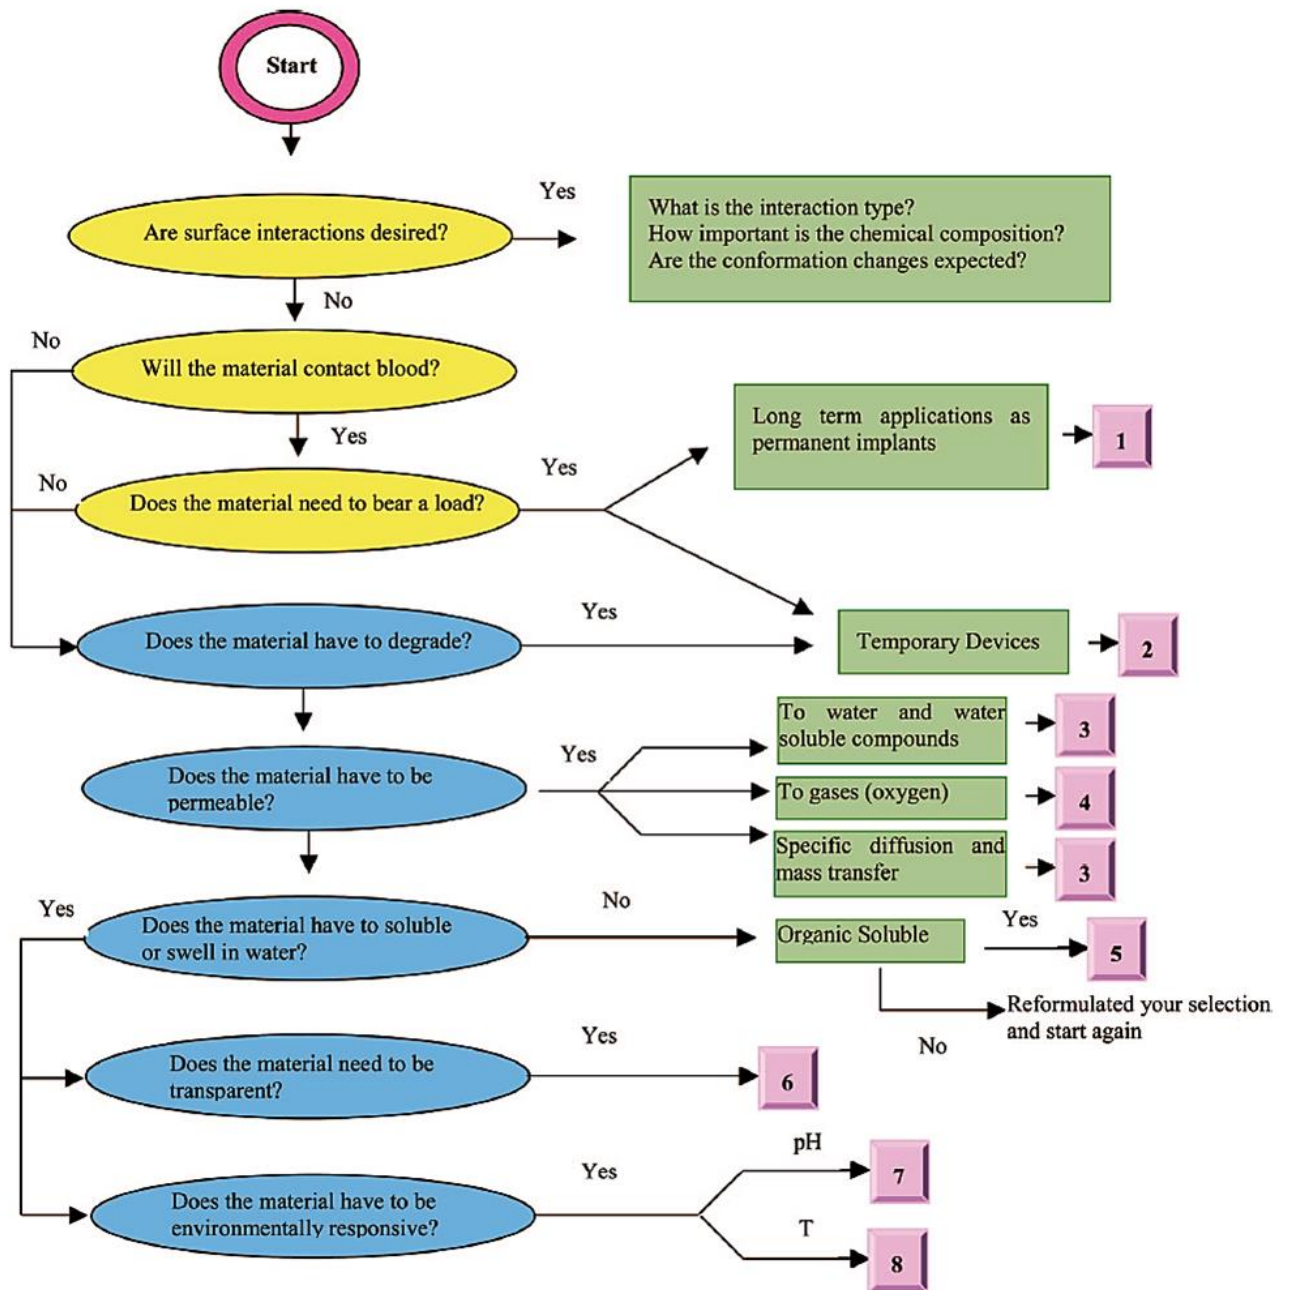 Start
Yes
Are surface interactions desired?
What is the interaction type?
How important is the chemical composition?
Are the conformation changes expected?
No
No
Will the material contact blood?
Yes
Long term applications as
permanent implants
1
No
Yes
Does the material need to bear a load?
Yes
Does the material have to degrade?
Temporary Devices
2
To water and water
soluble compounds
3
Yes
Does the material have to be
permeable?
To gases (oxygen)
4
Specific diffusion and
mass transfer
3
Yes
No
Does the material have to soluble
or swell in water?
Organic Soluble
Yes
5
Reformulated your selection
and start again
No
Yes
Does the material need to be
transparent?
6
pH
7
Yes
Does the material have to be
environmentally responsive?
T
8